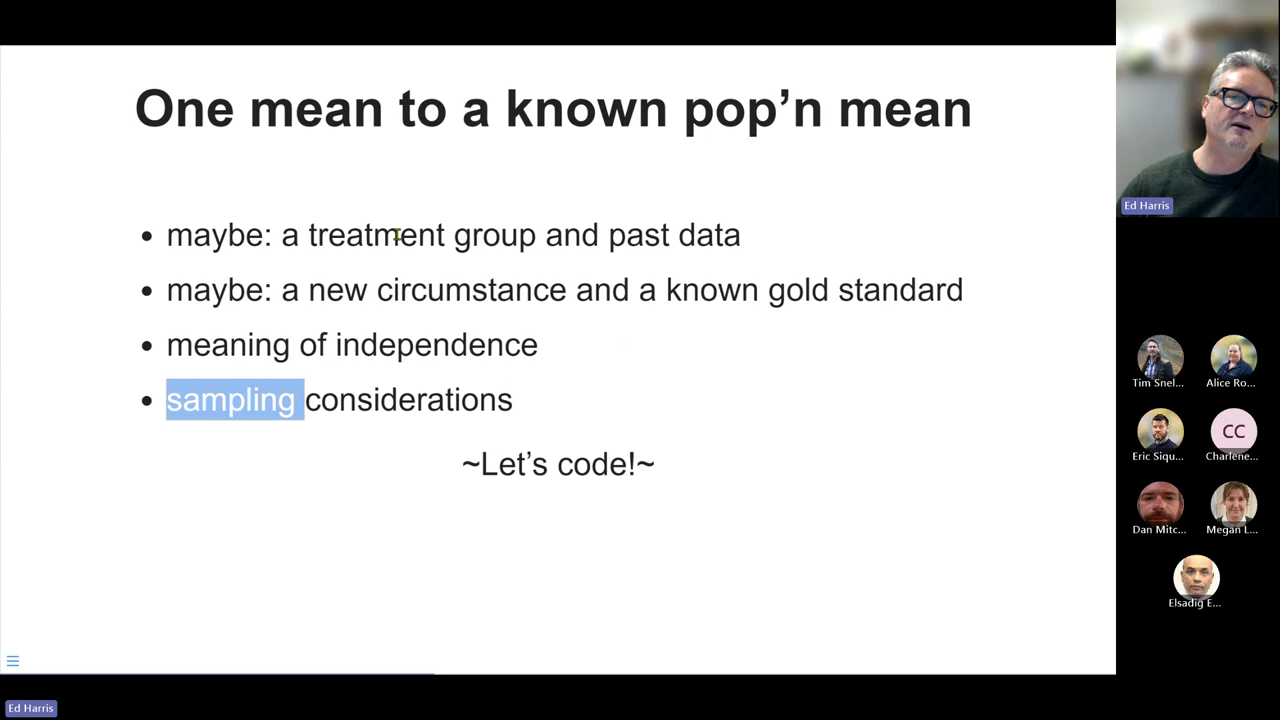 One mean to a known pop’n mean
maybe: a treatment group and past data
maybe: a new circumstance and a known gold standard
meaning of independence
sampling considerations
~Let’s code!~
Ed Harris
Tim Snel...
Alice Ro...
Eric Siqu...
CC
Charlene...
Dan Mitc...
Megan L...
Elsadig E...
Ed Harris